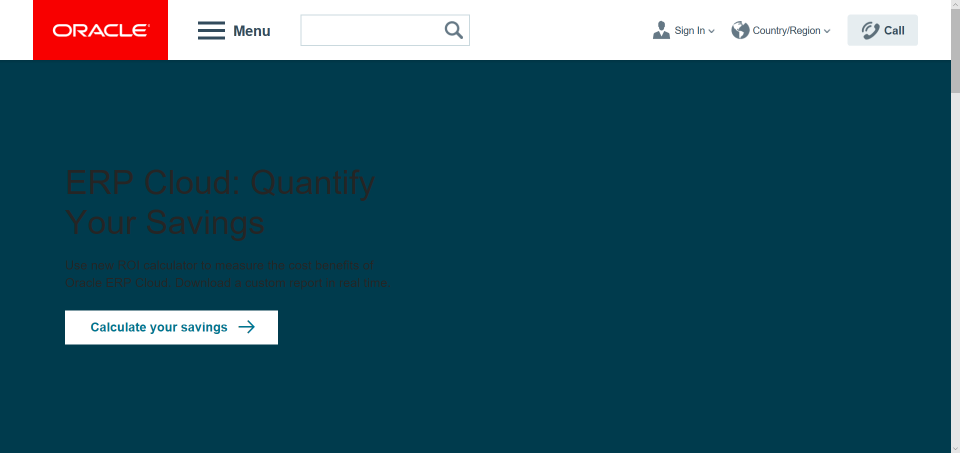 ORACLE
Menu
Sign In
Country/Region
Call
ERP Cloud: Quantify
Your Savings
Use new ROI calculator to measure the cost benefits of
Oracle ERP Cloud. Download a custom report in real time.
Calculate your savings